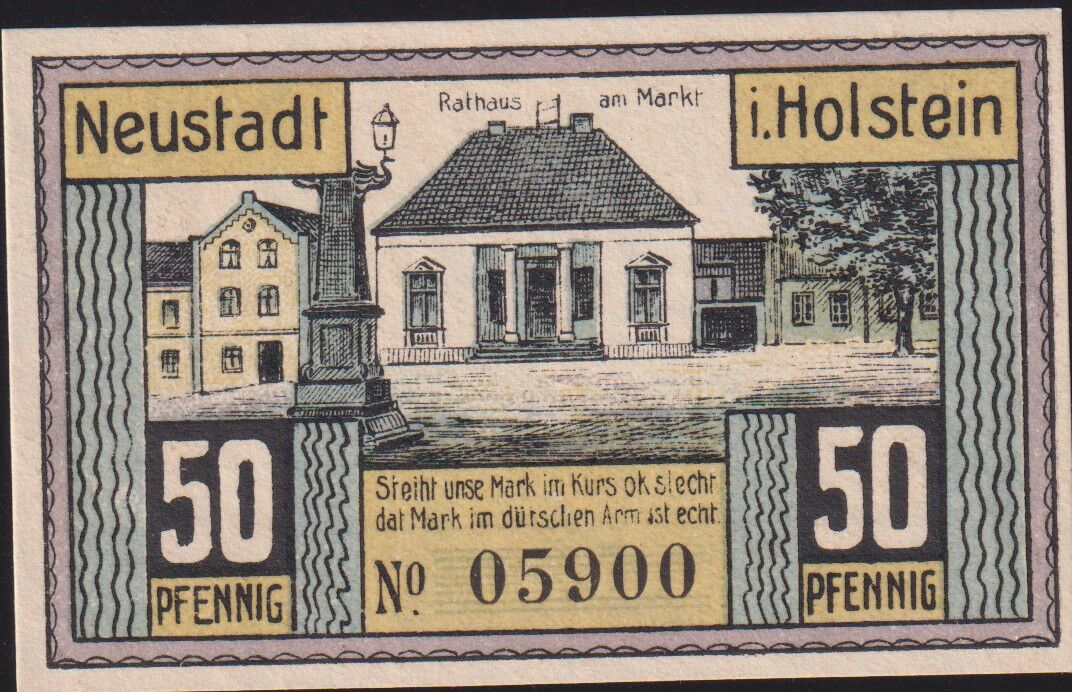 Neustadt
Rathaus am Markt
i. Holstein
50
PFENNIG
Steiht unse Mark im Kurs ok slecht
dat Mark im dütschen Arm ist echt.
No. 05900
50
PFENNIG